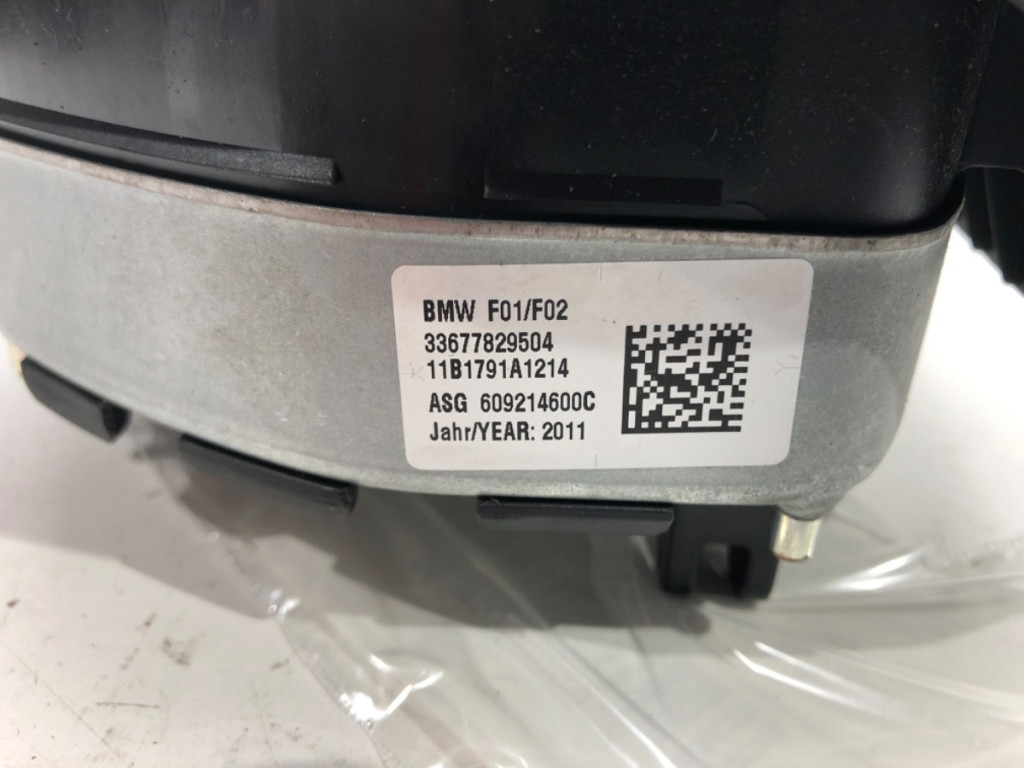 BMW F01/F02
33677829504
11B1791A1214
ASG 609214600C
Jahr/YEAR: 2011